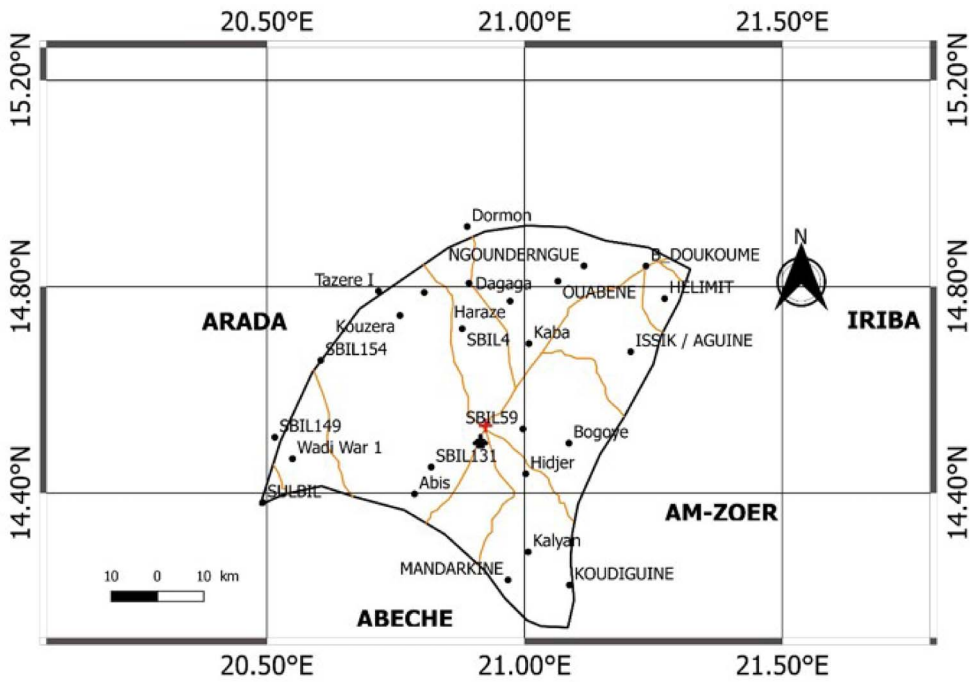 20.50°E 21.00°E 21.50°E
15.20°N 15.20°N
N
Dormon
NGOUNDERNGUE B_DOUKOUME
Tazere I Dagaga HELIMIT
14.80°N OUABENE 14.80°N
ARADA Haraze IRIBA
Kouzera SBIL4 Kaba
SBIL154 ISSIK / AGUINE
SBIL149 SBIL59 Bogoye
Wadi War 1 SBIL131 Hidjer
SULBIL Abis
14.40°N 14.40°N
AM-ZOER
Kalyan
MANDARKINE KOUDIGUINE
10 0 10 km
ABECHE
20.50°E 21.00°E 21.50°E